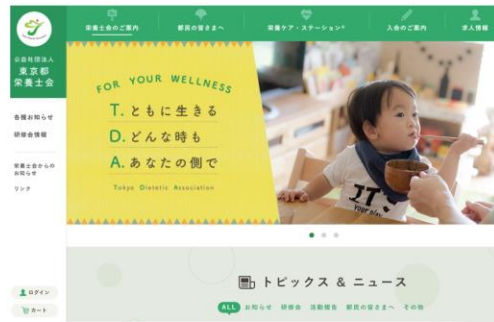 公益社団法人
東京都
栄養士会
各種お知らせ
研修会情報
栄養士会からの
お知らせ
リンク
ログイン
カート
栄養士会のご案内
都民の皆さまへ
栄養ケア・ステーション®
入会のご案内
求人情報
FOR YOUR WELLNESS
T. ともに生きる
D. どんな時も
A. あなたの側で
Tokyo Dietetic Association
トピックス & ニュース
ALL お知らせ 研修会 活動報告 都民の皆さまへ その他